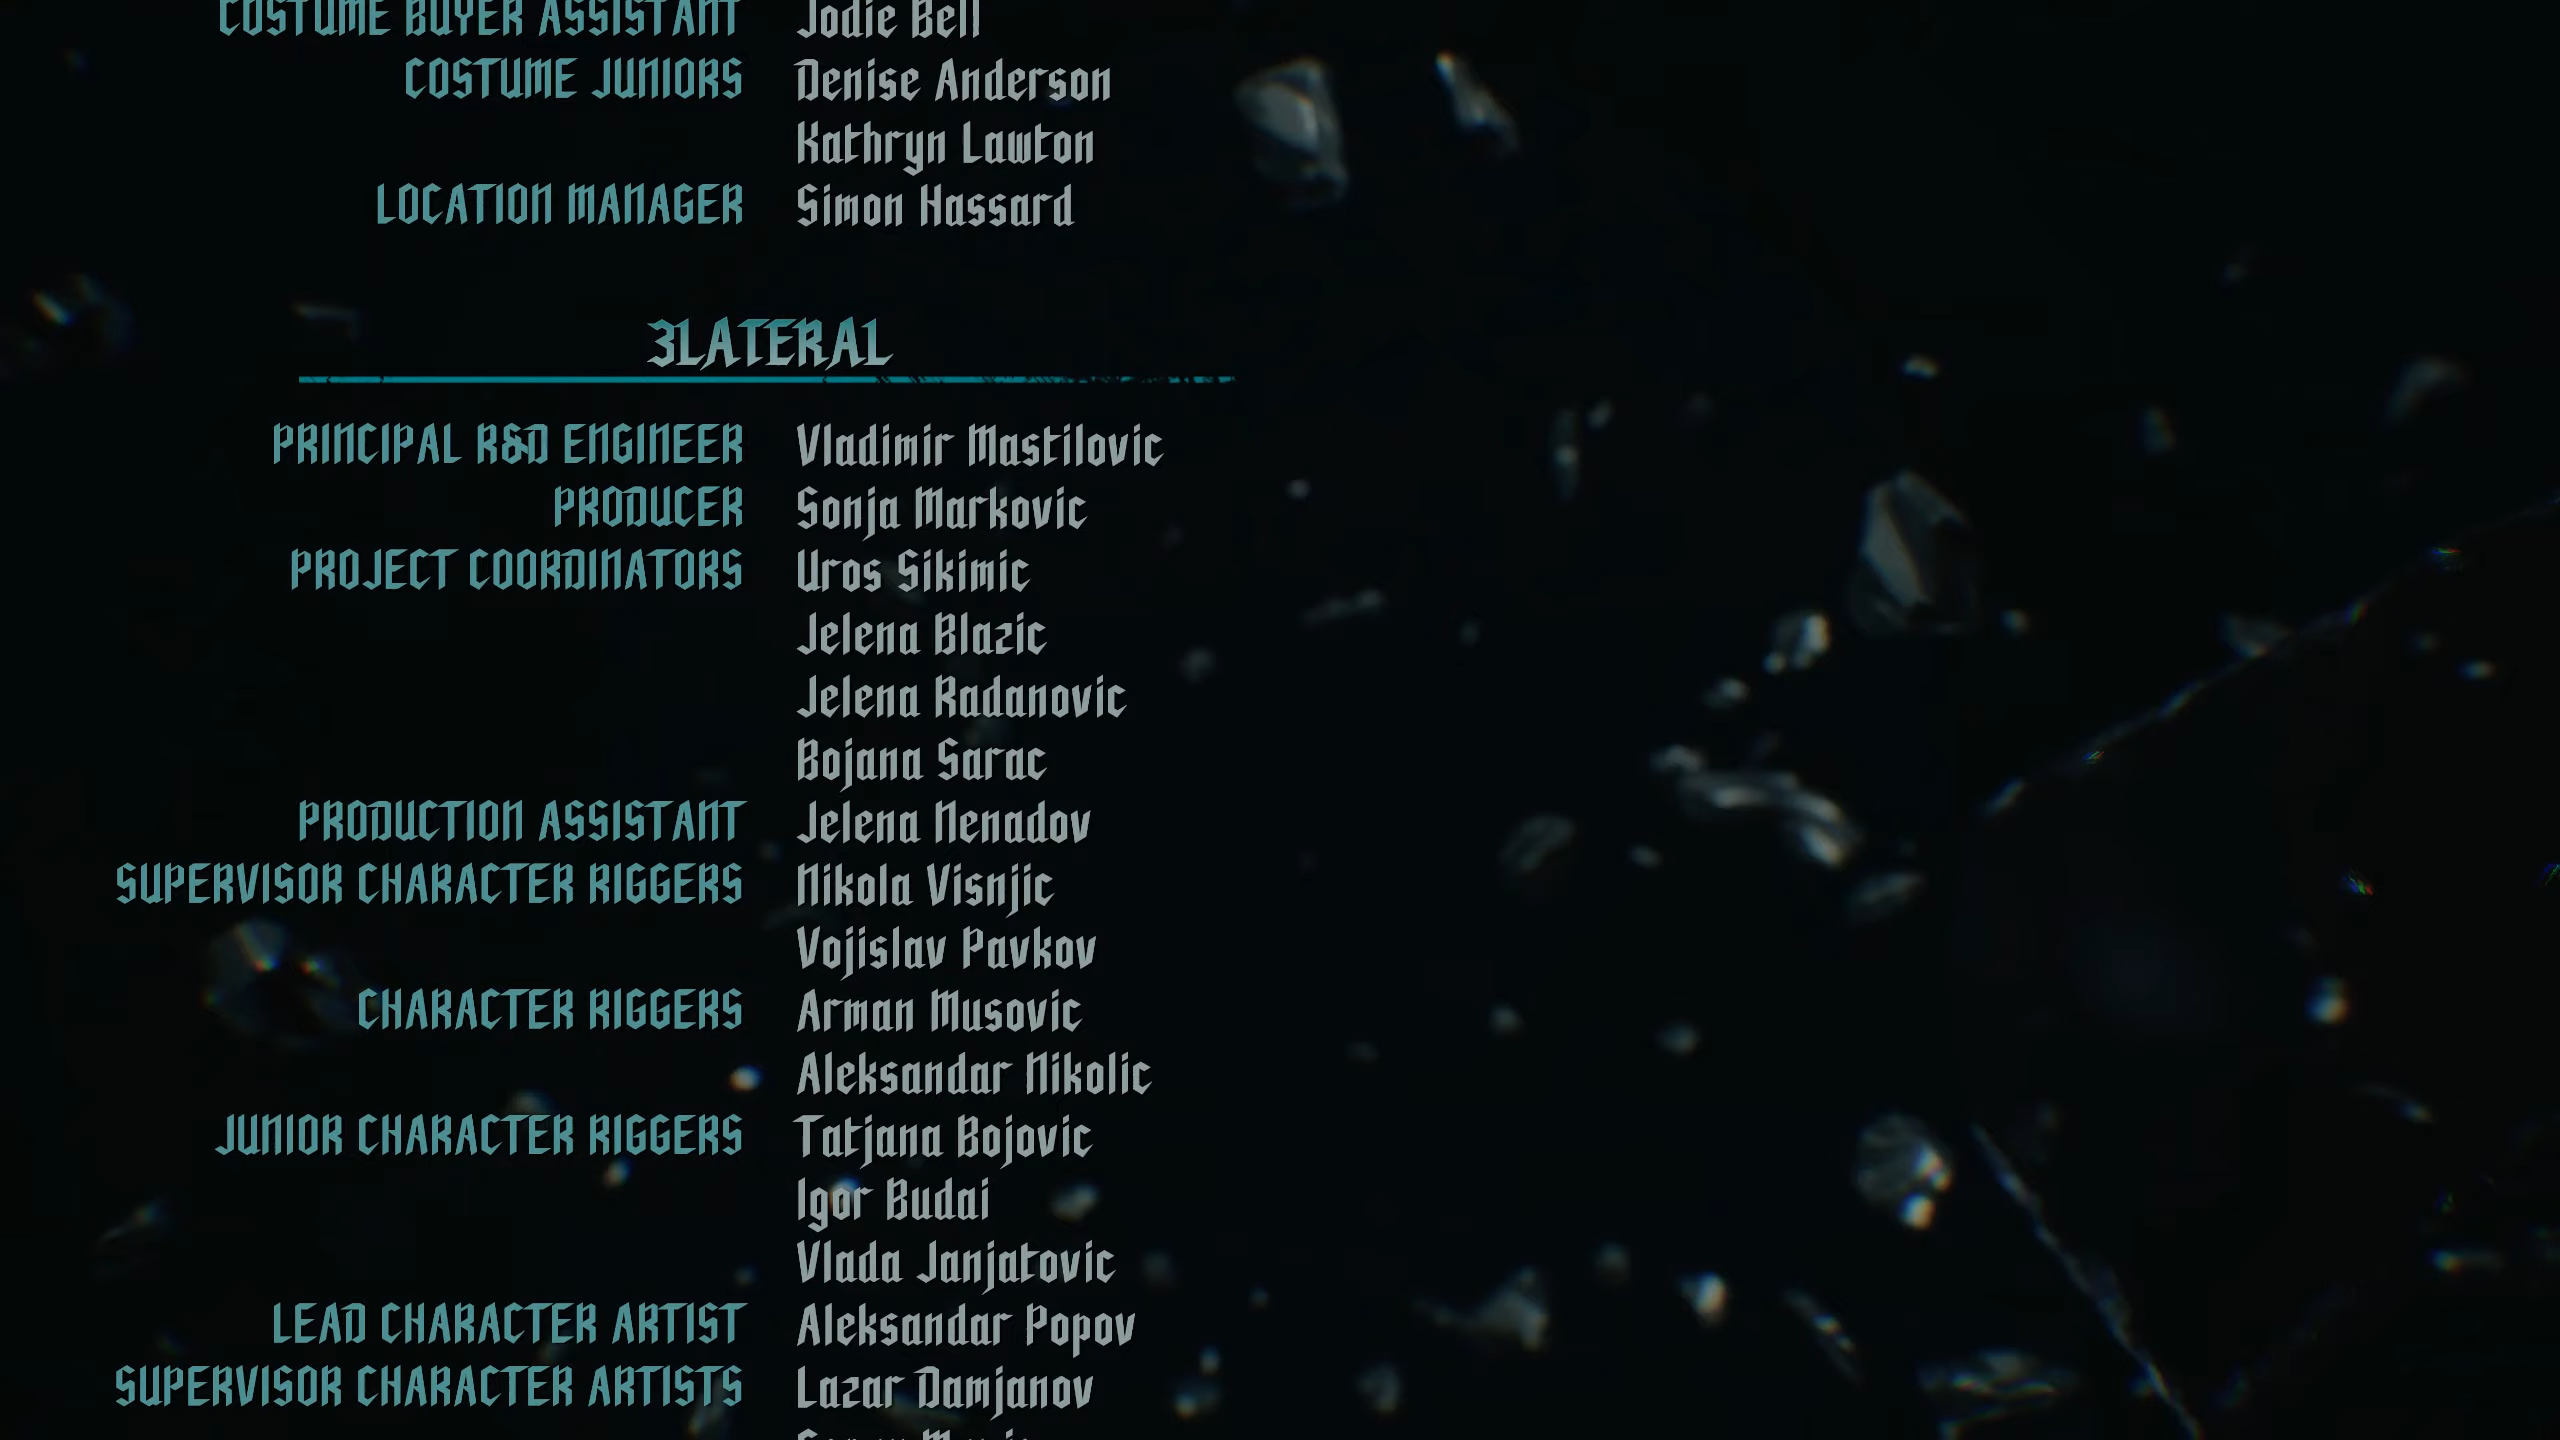 COSTUME BUYER ASSISTANT Jodie Bell
COSTUME JUNIORS Denise Anderson
Kathryn Lawton
LOCATION MANAGER Simon Hassard
3LATERAL
PRINCIPAL R&D ENGINEER Vladimir Mastilovic
PRODUCER Sonja Markovic
PROJECT COORDINATORS Uros Sikimic
Jelena Blazic
Jelena Radanovic
Bojana Sarac
PRODUCTION ASSISTANT Jelena Nenadov
SUPERVISOR CHARACTER RIGGERS Nikola Visnjic
Vojislav Pavkov
CHARACTER RIGGERS Arman Musovic
Aleksandar Nikolic
JUNIOR CHARACTER RIGGERS Tatjana Bojovic
Igor Budai
Vlada Janjatovic
LEAD CHARACTER ARTIST Aleksandar Popov
SUPERVISOR CHARACTER ARTISTS Lazar Damjanov